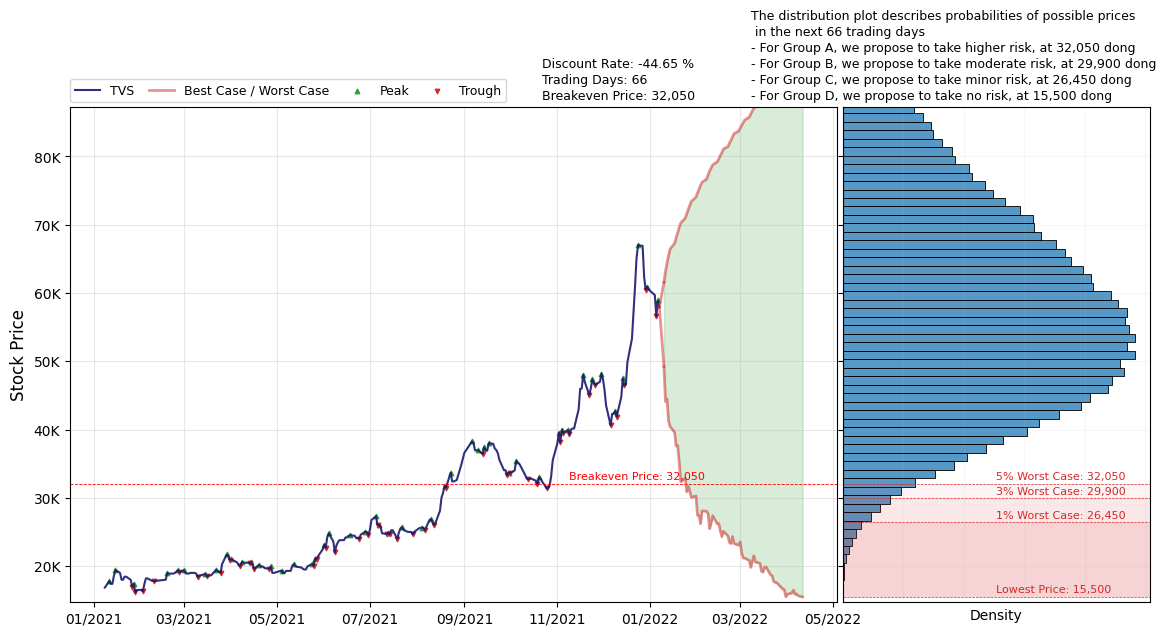 The distribution plot describes probabilities of possible prices
in the next 66 trading days
- For Group A, we propose to take higher risk, at 32,050 dong
- For Group B, we propose to take moderate risk, at 29,900 dong
- For Group C, we propose to take minor risk, at 26,450 dong
- For Group D, we propose to take no risk, at 15,500 dong
Discount Rate: -44.65 %
Trading Days: 66
Breakeven Price: 32,050
TVS
Best Case / Worst Case
Peak
Trough
Stock Price
80K
70K
60K
50K
40K
30K
20K
Breakeven Price: 32,050
5% Worst Case: 32,050
3% Worst Case: 29,900
1% Worst Case: 26,450
Lowest Price: 15,500
01/2021
03/2021
05/2021
07/2021
09/2021
11/2021
01/2022
03/2022
05/2022
Density